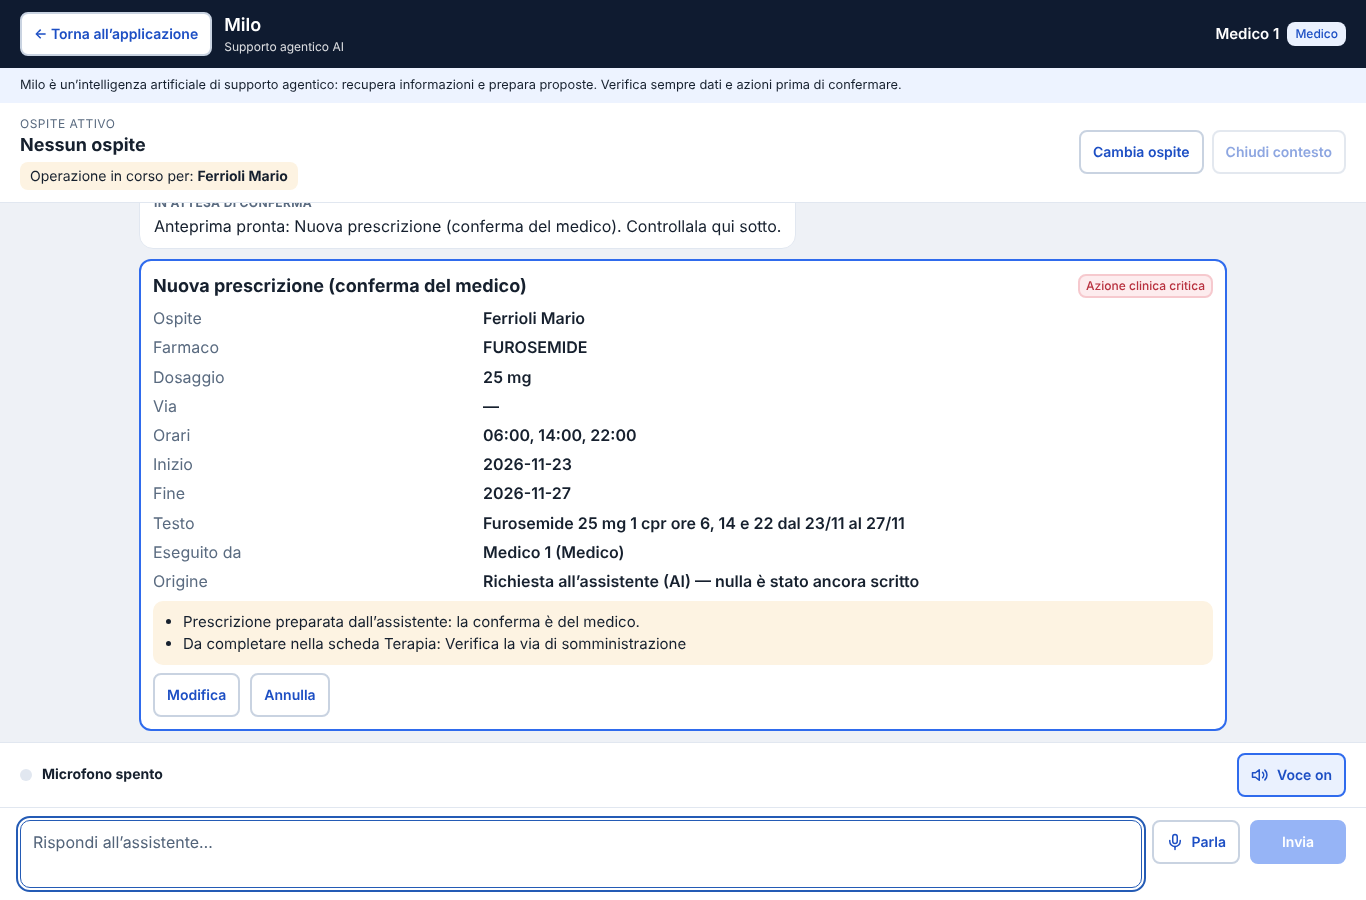 ← Torna all’applicazione
Milo
Supporto agentico AI
Medico 1
Medico
Milo è un’intelligenza artificiale di supporto agentico: recupera informazioni e prepara proposte. Verifica sempre dati e azioni prima di confermare.
OSPITE ATTIVO
Nessun ospite
Operazione in corso per: Ferrioli Mario
Cambia ospite
Chiudi contesto
IN ATTESA DI CONFERMA
Anteprima pronta: Nuova prescrizione (conferma del medico). Controllala qui sotto.
Nuova prescrizione (conferma del medico)
Azione clinica critica
Ospite Ferrioli Mario
Farmaco FUROSEMIDE
Dosaggio 25 mg
Via —
Orari 06:00, 14:00, 22:00
Inizio 2026-11-23
Fine 2026-11-27
Testo Furosemide 25 mg 1 cpr ore 6, 14 e 22 dal 23/11 al 27/11
Eseguito da Medico 1 (Medico)
Origine Richiesta all’assistente (AI) — nulla è stato ancora scritto
• Prescrizione preparata dall’assistente: la conferma è del medico.
• Da completare nella scheda Terapia: Verifica la via di somministrazione
Modifica
Annulla
Microfono spento
Voce on
Rispondi all’assistente…
Parla
Invia